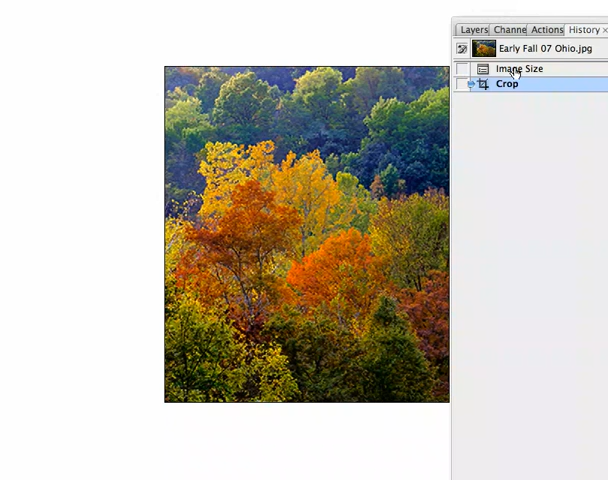 Layers Channe Actions History ×
Early Fall 07 Ohio.jpg
Image Size
Crop